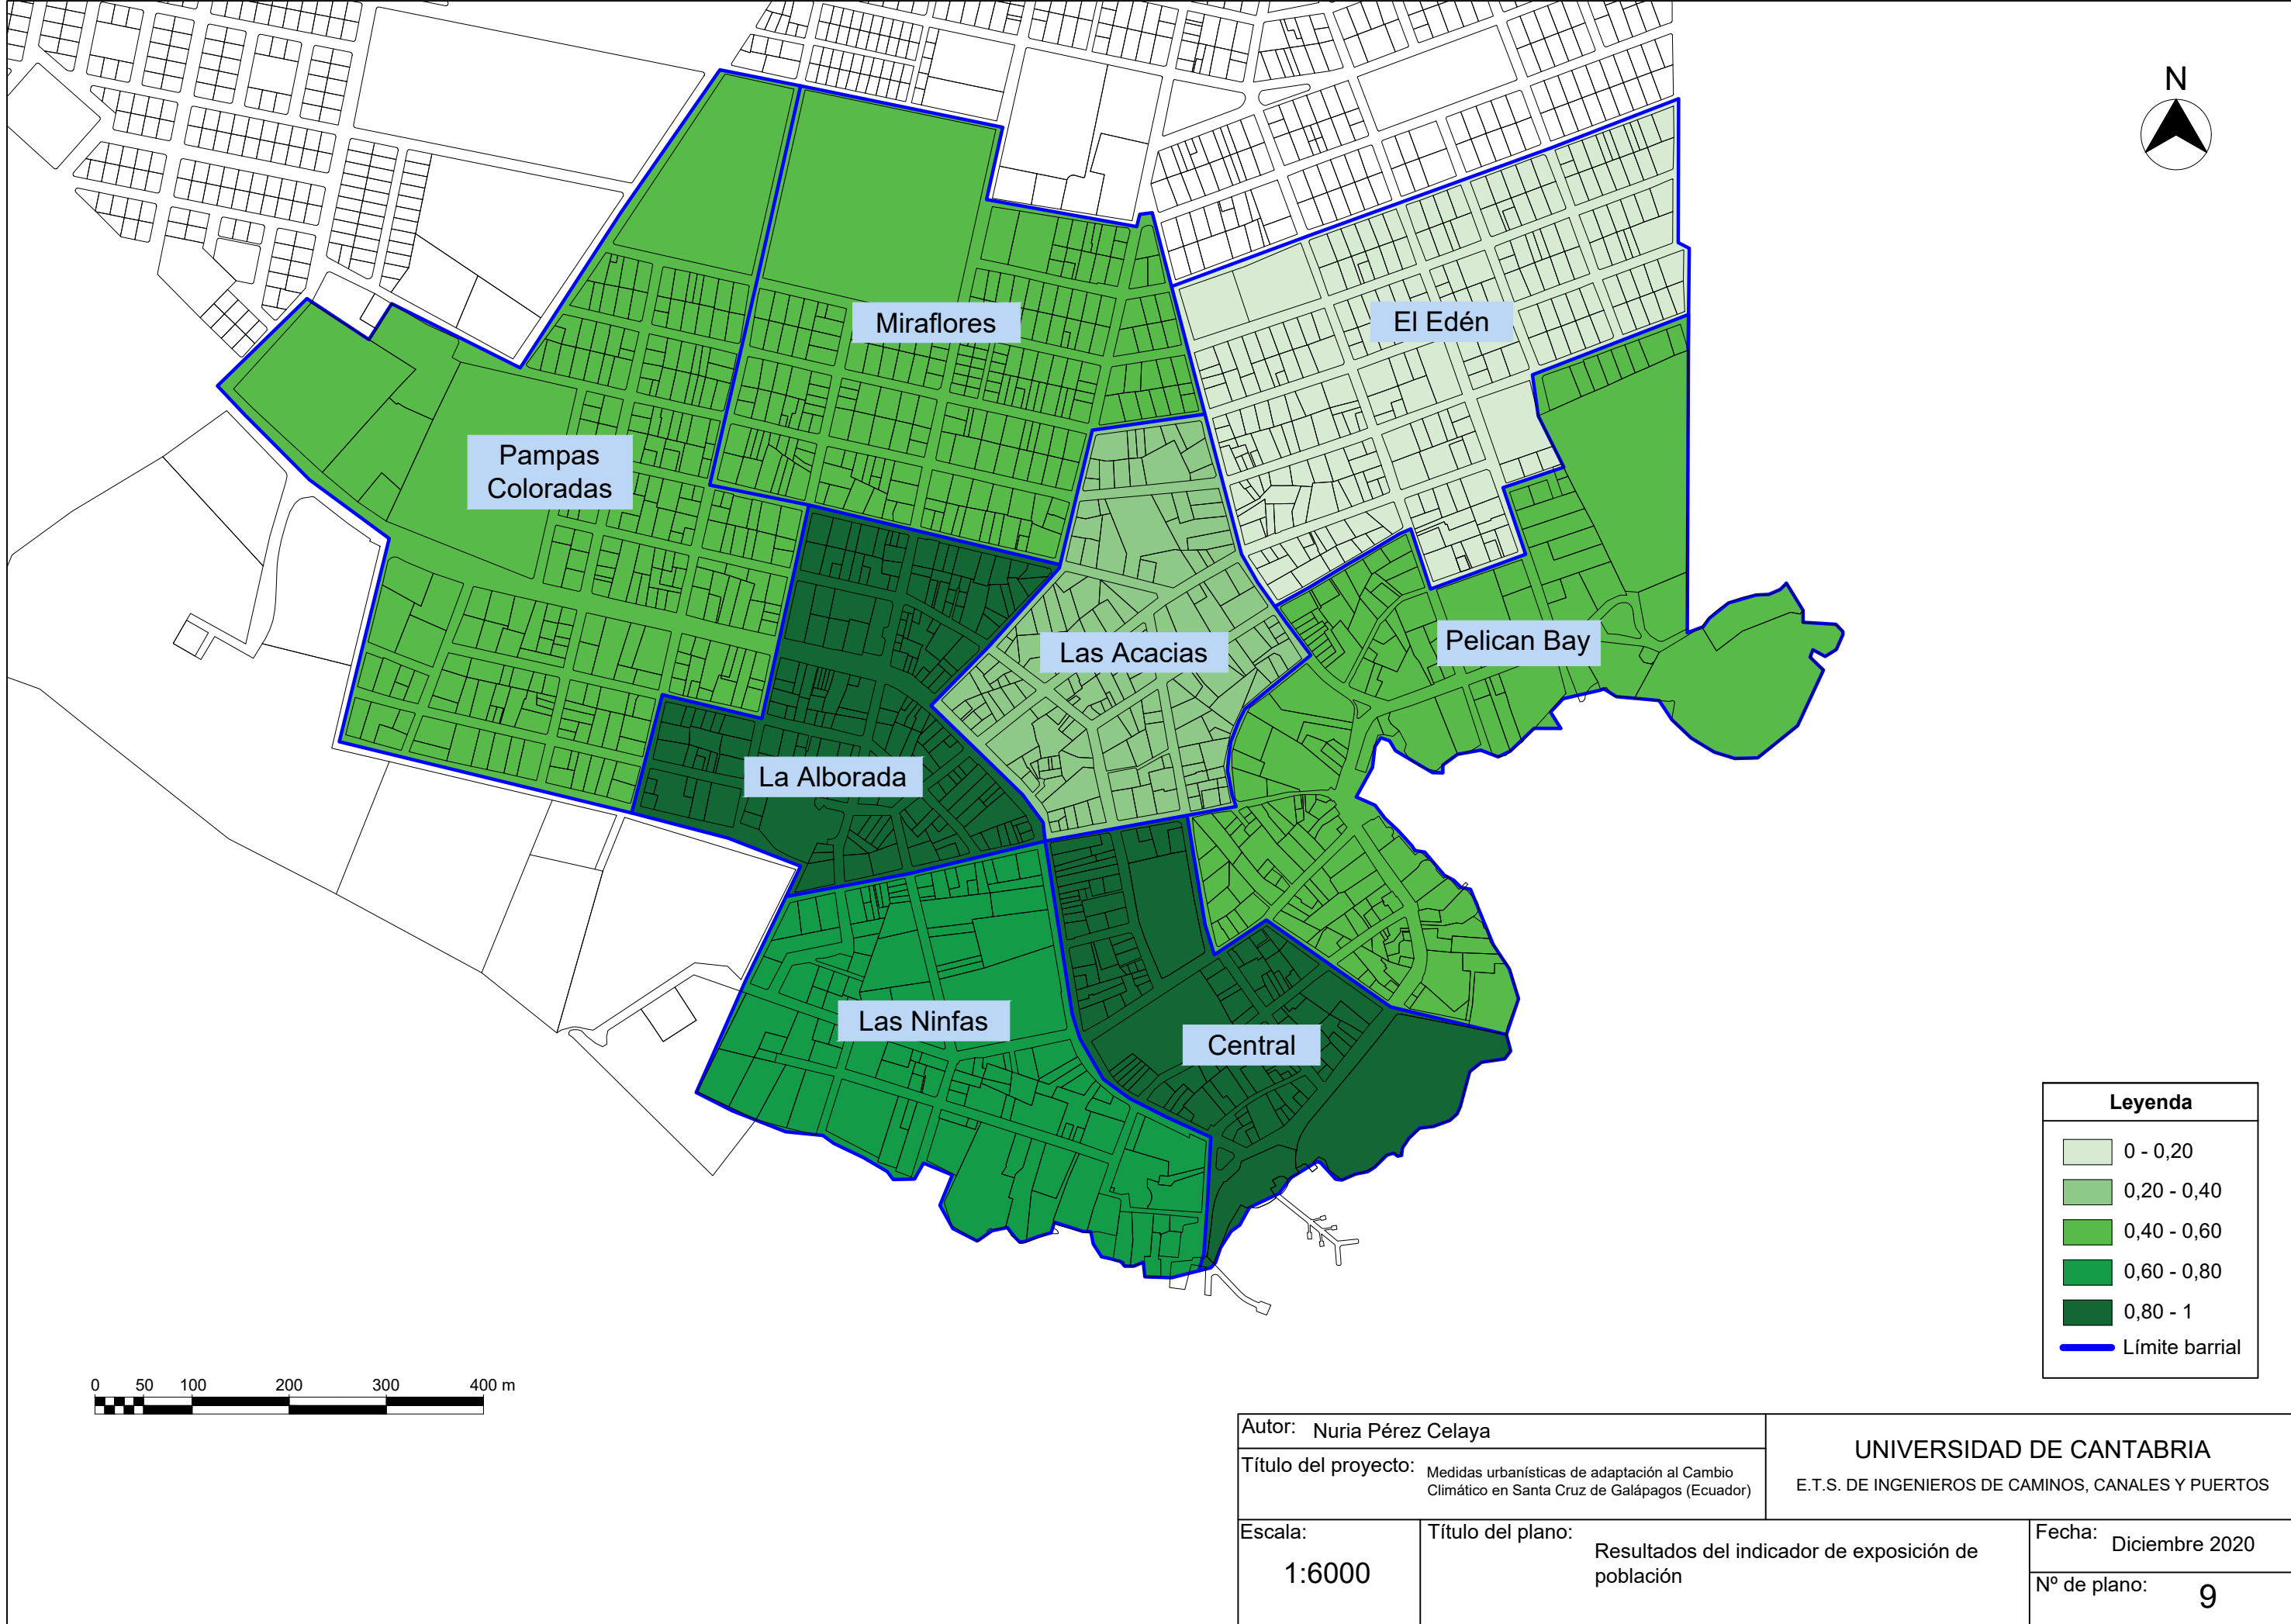 N
Miraflores
El Edén
Pampas
Coloradas
Las Acacias
Pelican Bay
La Alborada
Las Ninfas
Central
Leyenda
0 - 0,20
0,20 - 0,40
0,40 - 0,60
0,60 - 0,80
0,80 - 1
Límite barrial
0 50 100 200 300 400 m
Autor: Nuria Pérez Celaya
Título del proyecto: Medidas urbanísticas de adaptación al Cambio
Climático en Santa Cruz de Galápagos (Ecuador)
UNIVERSIDAD DE CANTABRIA
E.T.S. DE INGENIEROS DE CAMINOS, CANALES Y PUERTOS
Escala:
1:6000
Título del plano:
Resultados del indicador de exposición de
población
Fecha: Diciembre 2020
Nº de plano: 9